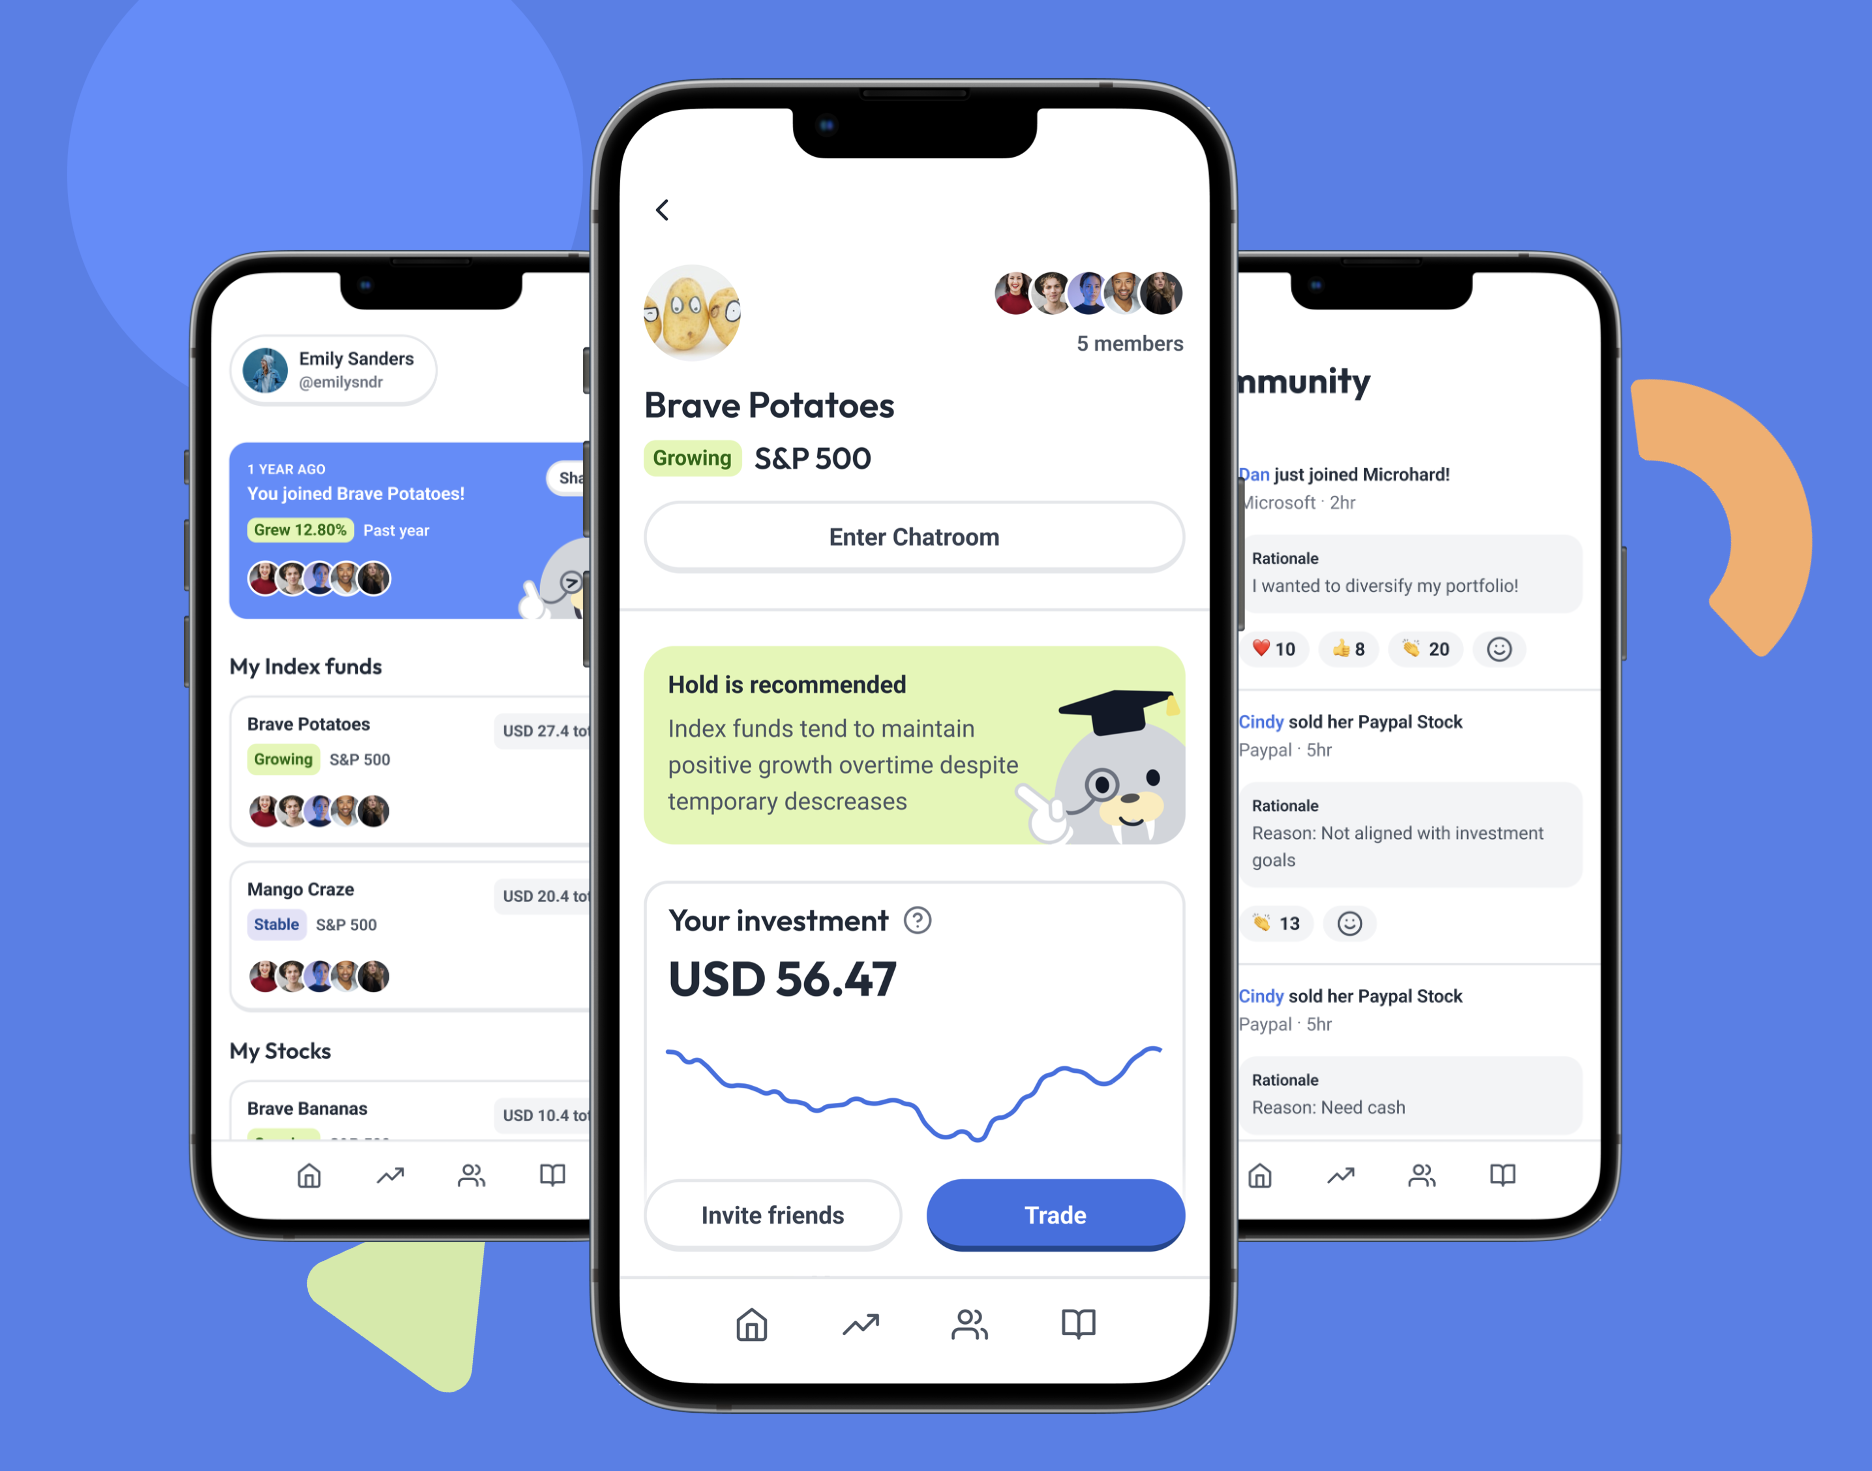 Emily Sanders
@emilysndr
1 YEAR AGO
You joined Brave Potatoes!
Grew 12.80% Past year
My Index funds
Brave Potatoes
USD 27.4
Growing S&P 500
Mango Craze
USD 20.4
Stable S&P 500
My Stocks
Brave Bananas
USD 10.4
5 members
Brave Potatoes
Growing S&P 500
Enter Chatroom
Hold is recommended
Index funds tend to maintain
positive growth overtime despite
temporary descreases
Your investment ?
USD 56.47
Invite friends
Trade
mmunity
Dan just joined Microhard!
Microsoft · 2hr
Rationale
I wanted to diversify my portfolio!
10 8 20
Cindy sold her Paypal Stock
Paypal · 5hr
Rationale
Reason: Not aligned with investment
goals
13
Cindy sold her Paypal Stock
Paypal · 5hr
Rationale
Reason: Need cash